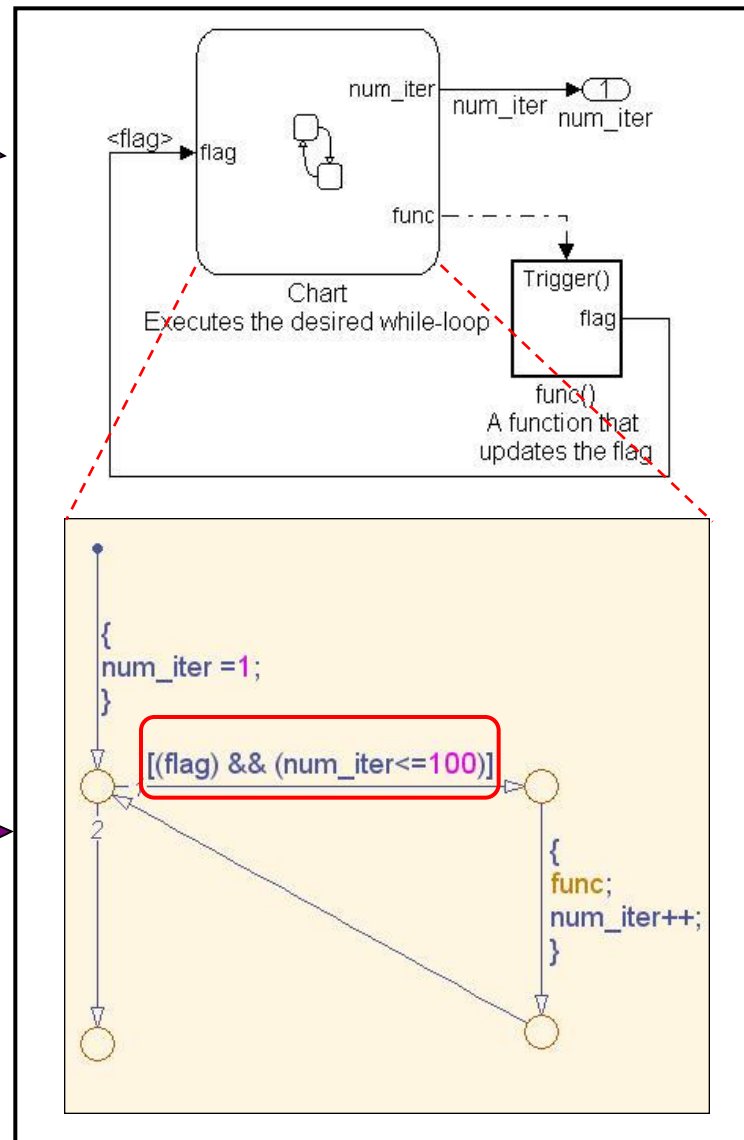 num_iter
num_iter
1
num_iter
<flag>
flag
func
Chart
Executes the desired while-loop
Trigger()
flag
func()
A function that
updates the flag
{
num_iter =1;
}
[(flag) && (num_iter<=100)]
2
{
func;
num_iter++;
}